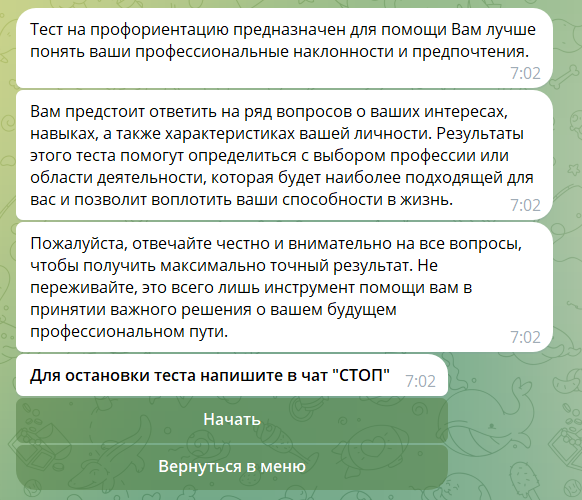 Тест на профориентацию предназначен для помощи Вам лучше
понять ваши профессиональные наклонности и предпочтения.
7:02
Вам предстоит ответить на ряд вопросов о ваших интересах,
навыках, а также характеристиках вашей личности. Результаты
этого теста помогут определиться с выбором профессии или
области деятельности, которая будет наиболее подходящей для
вас и позволит воплотить ваши способности в жизнь.
7:02
Пожалуйста, отвечайте честно и внимательно на все вопросы,
чтобы получить максимально точный результат. Не
переживайте, это всего лишь инструмент помощи вам в
принятии важного решения о вашем будущем
профессиональном пути.
7:02
Для остановки теста напишите в чат "СТОП"
7:02
Начать
Вернуться в меню